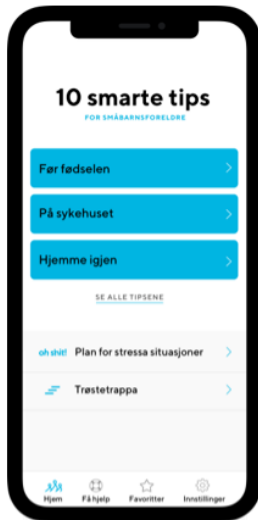 10 smarte tips
FOR SMÅBARNSFORELDRE
Før fødselen
På sykehuset
Hjemme igjen
SE ALLE TIPSENE
oh shit! Plan for stressa situasjoner
Trøstetrappa
Hjem Få hjelp Favoritter Innstillinger